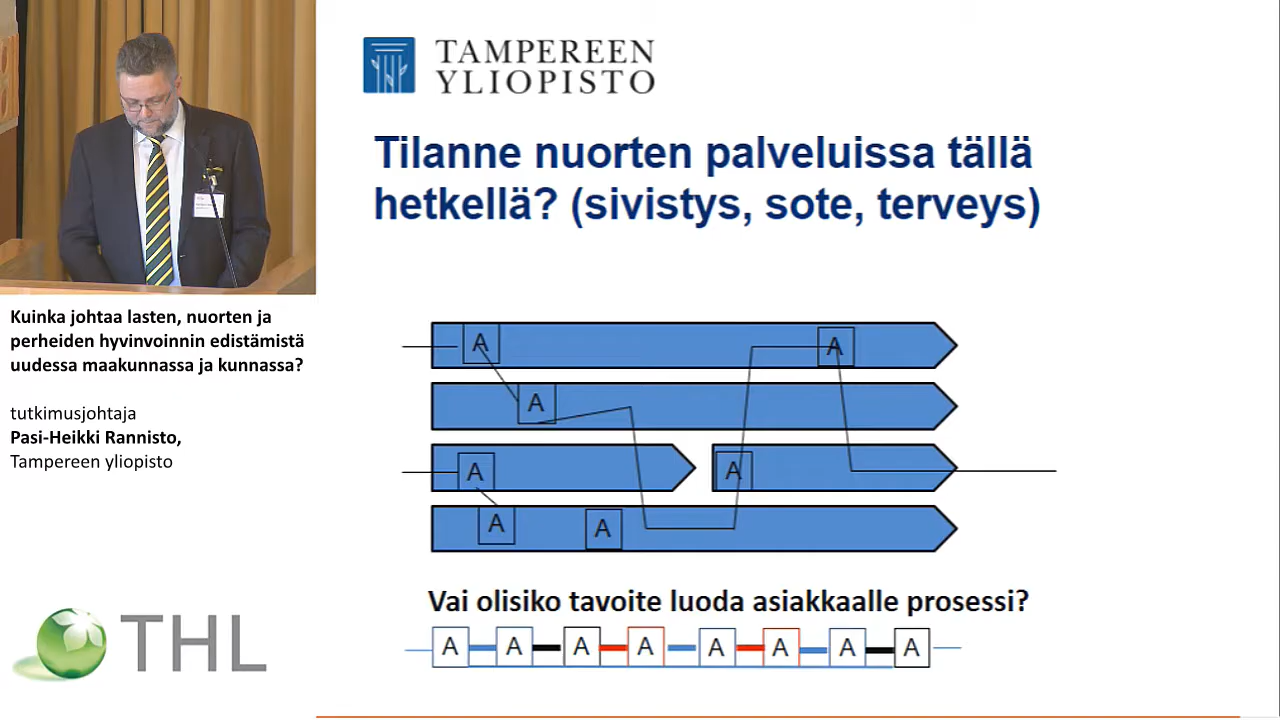 TAMPEREEN
YLIOPISTO
Tilanne nuorten palveluissa tällä
hetkellä? (sivistys, sote, terveys)
A A
A
A A
A A
Vai olisiko tavoite luoda asiakkaalle prosessi?
A A A A A A A A
Kuinka johtaa lasten, nuorten ja
perheiden hyvinvoinnin edistämistä
uudessa maakunnassa ja kunnassa?
tutkimusjohtaja
Pasi-Heikki Rannisto,
Tampereen yliopisto
THL